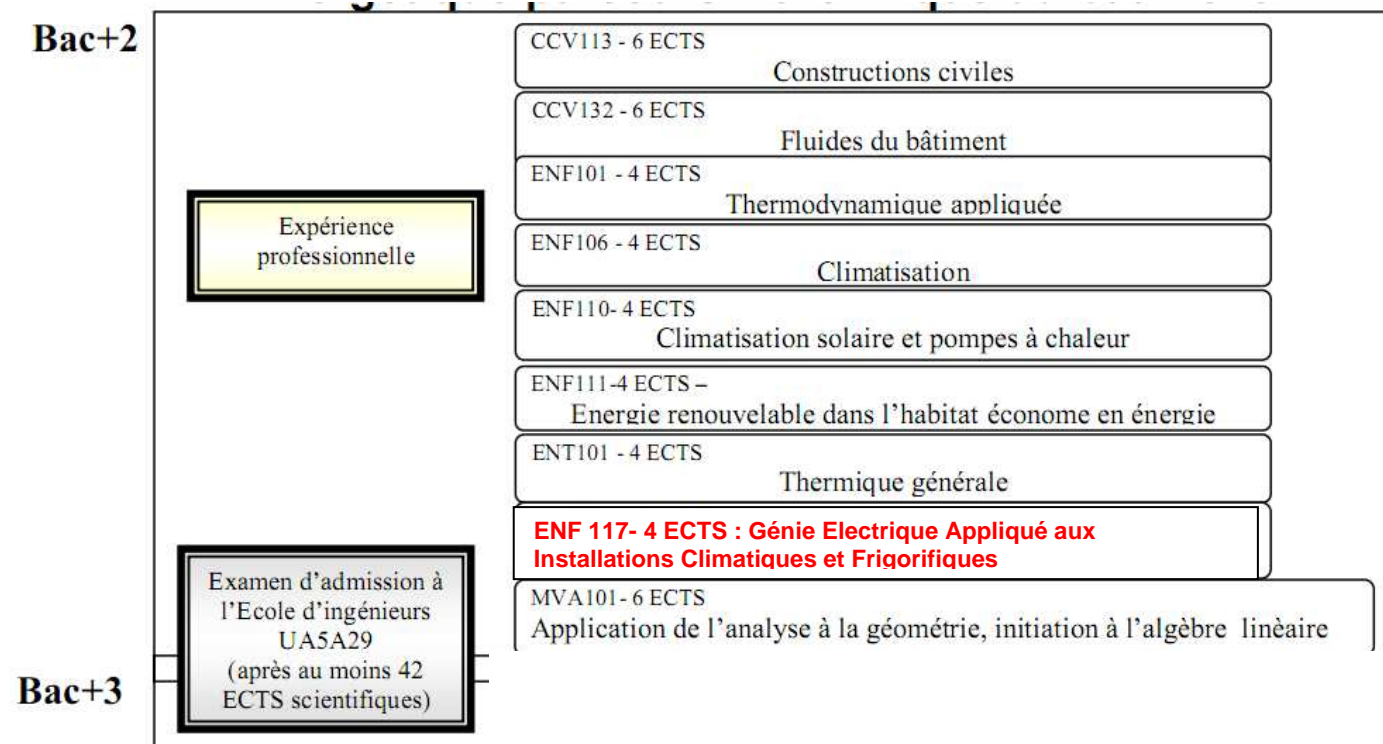 Bac+2
CCV113 - 6 ECTS
Constructions civiles
CCV132 - 6 ECTS
Fluides du bâtiment
ENF101 - 4 ECTS
Thermodynamique appliquée
Expérience
professionnelle
ENF106 - 4 ECTS
Climatisation
ENF110- 4 ECTS
Climatisation solaire et pompes à chaleur
ENF111-4 ECTS –
Energie renouvelable dans l’habitat économe en énergie
ENT101 - 4 ECTS
Thermique générale
ENF 117- 4 ECTS : Génie Electrique Appliqué aux
Installations Climatiques et Frigorifiques
Examen d’admission à
l’Ecole d’ingénieurs
UA5A29
(après au moins 42
ECTS scientifiques)
MVA101- 6 ECTS
Application de l’analyse à la géométrie, initiation à l’algèbre linèaire
Bac+3